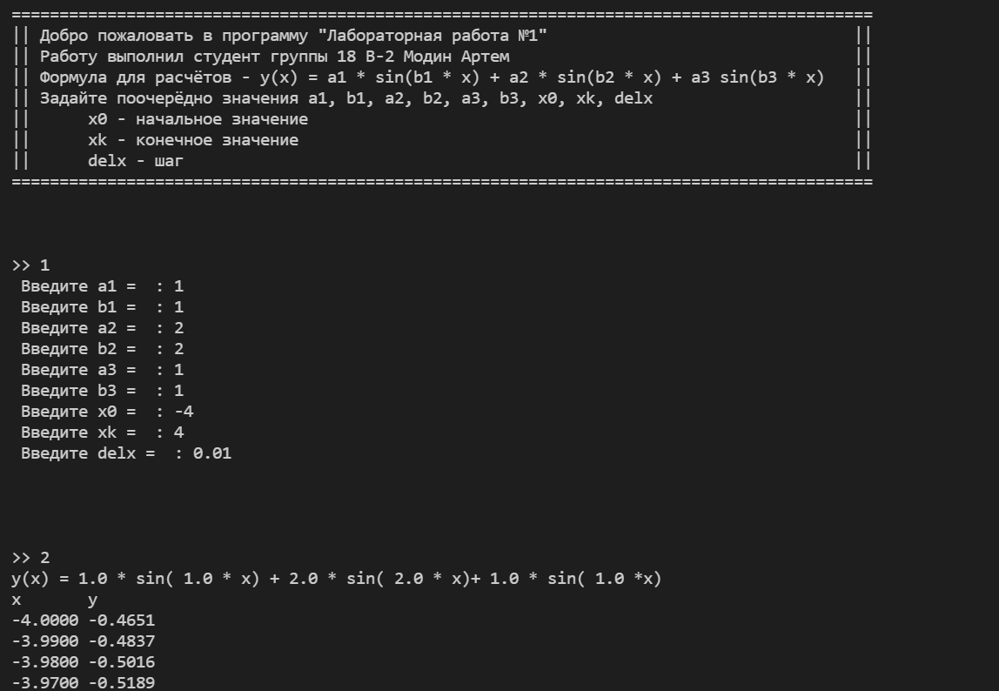 ==========================================================================================
|| Добро пожаловать в программу "Лабораторная работа №1"                                ||
|| Работу выполнил студент группы 18 В-2 Модин Артем                                    ||
|| Формула для расчётов - y(x) = a1 * sin(b1 * x) + a2 * sin(b2 * x) + a3 sin(b3 * x)   ||
|| Задайте поочерёдно значения a1, b1, a2, b2, a3, b3, x0, xk, delx                     ||
||      x0 - начальное значение                                                         ||
||      xk - конечное значение                                                          ||
||      delx - шаг                                                                      ||
==========================================================================================
>> 1
Введите a1 =  : 1
Введите b1 =  : 1
Введите a2 =  : 2
Введите b2 =  : 2
Введите a3 =  : 1
Введите b3 =  : 1
Введите x0 =  : -4
Введите xk =  : 4
Введите delx =  : 0.01
>> 2
y(x) = 1.0 * sin( 1.0 * x) + 2.0 * sin( 2.0 * x)+ 1.0 * sin( 1.0 *x)
x       y
-4.0000 -0.4651
-3.9900 -0.4837
-3.9800 -0.5016
-3.9700 -0.5189